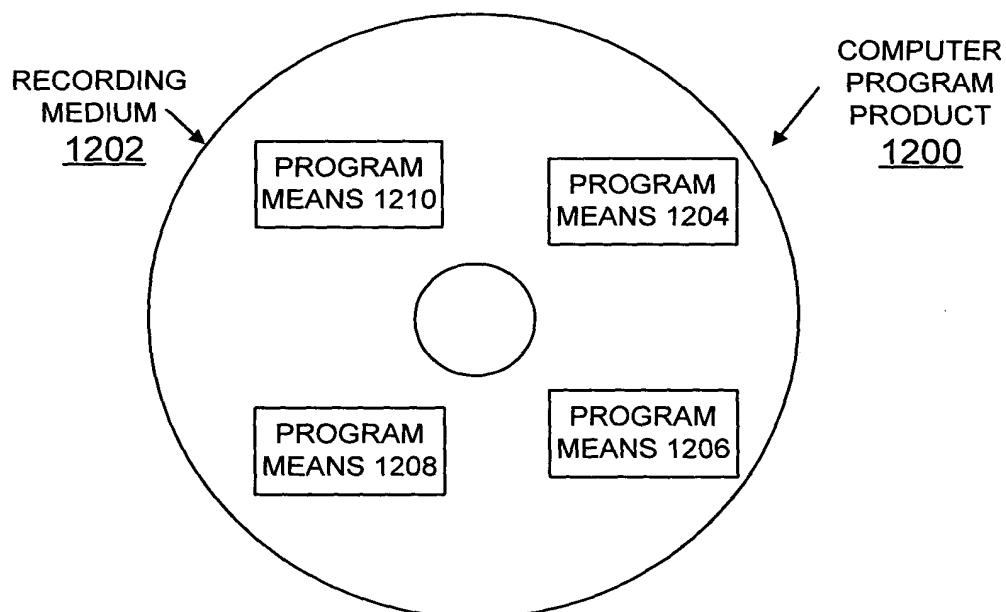 RECORDING
MEDIUM
1202
COMPUTER
PROGRAM
PRODUCT
1200
PROGRAM
MEANS 1210
PROGRAM
MEANS 1204
PROGRAM
MEANS 1208
PROGRAM
MEANS 1206